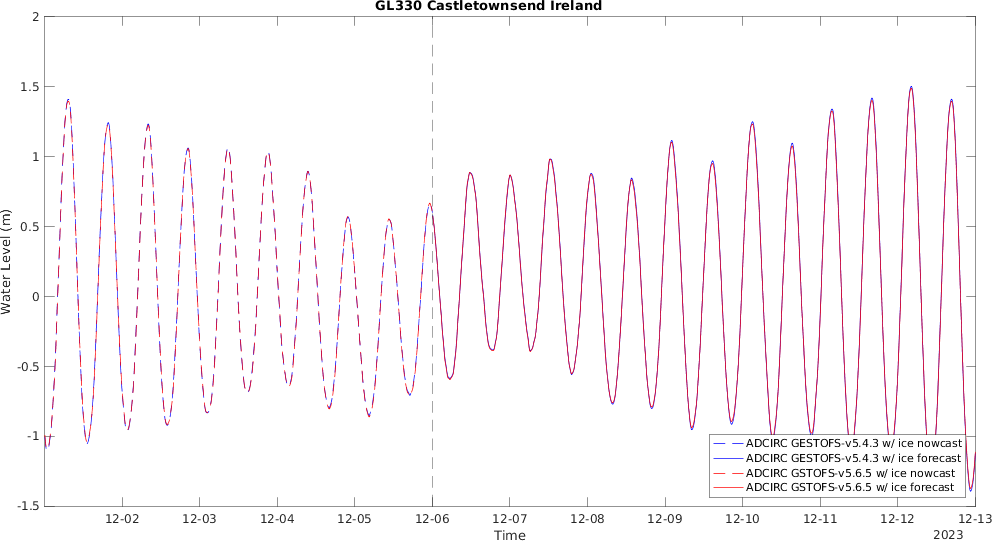 GL330 Castletownsend Ireland
2
1.5
1
0.5
0
-0.5
-1
-1.5
Water Level (m)
ADCIRC GESTOFS-v5.4.3 w/ ice nowcast
ADCIRC GESTOFS-v5.4.3 w/ ice forecast
ADCIRC GSTOFS-v5.6.5 w/ ice nowcast
ADCIRC GSTOFS-v5.6.5 w/ ice forecast
12-02 12-03 12-04 12-05 12-06 12-07 12-08 12-09 12-10 12-11 12-12 12-13
Time
2023